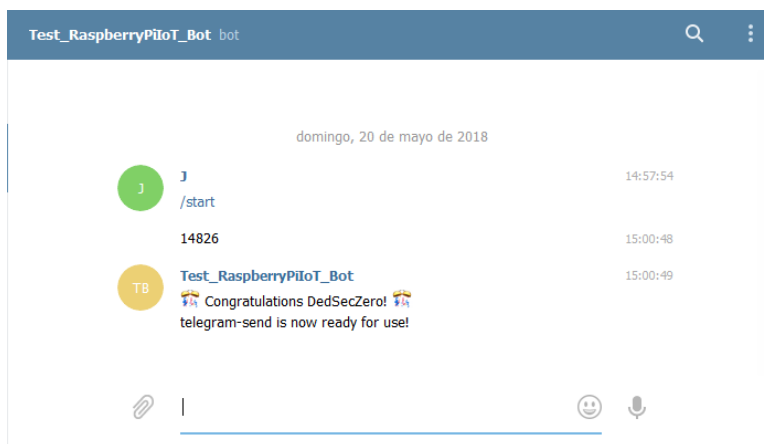 Test_RaspberryPiIoT_Bot bot
domingo, 20 de mayo de 2018
J 14:57:54
J
/start
14826 15:00:48
Test_RaspberryPiIoT_Bot 15:00:49
TB
🎊 Congratulations DedSecZero! 🎊
telegram-send is now ready for use!